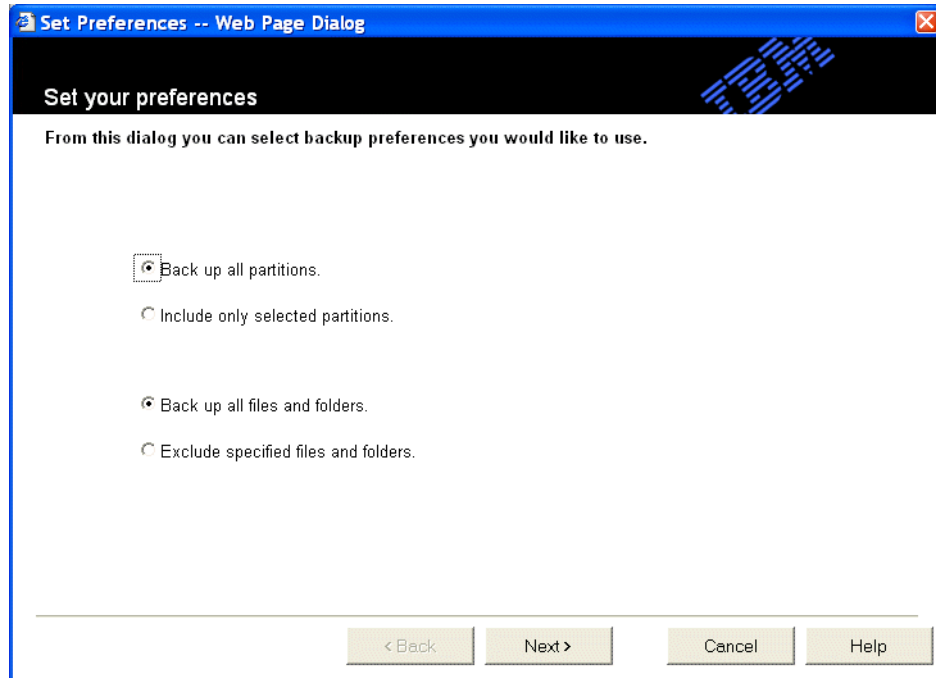 Set Preferences -- Web Page Dialog
IBM
Set your preferences
From this dialog you can select backup preferences you would like to use.
Back up all partitions.
Include only selected partitions.
Back up all files and folders.
Exclude specified files and folders.
< Back
Next >
Cancel
Help